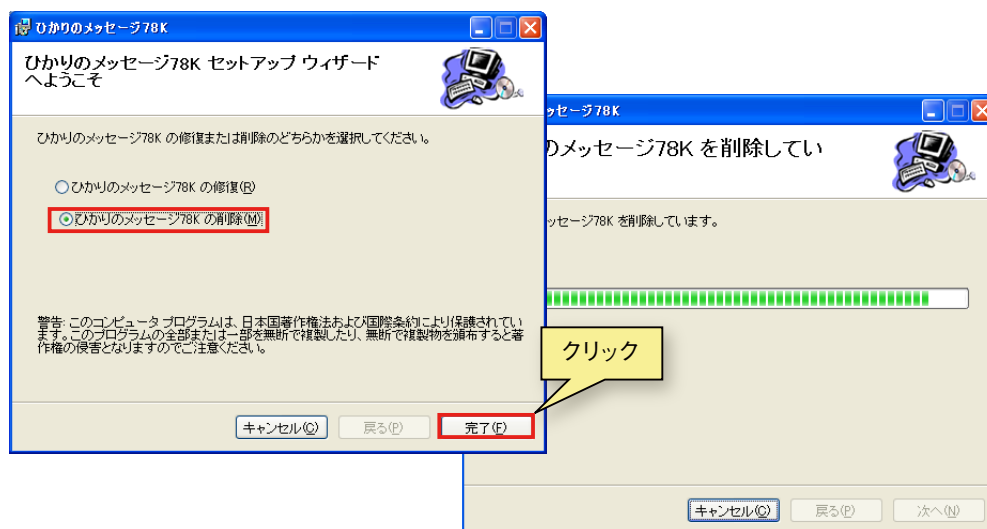 ひかりのメッセージ78K
ひかりのメッセージ78K セットアップ ウィザード
へようこそ
ひかりのメッセージ78K の修復または削除のどちらかを選択してください。
ひかりのメッセージ78K の修復(R)
ひかりのメッセージ78K の削除(M)
警告: このコンピュータ プログラムは、日本国著作権法および国際条約により保護されてい
ます。このプログラムの全部または一部を無断で複製したり、無断で複製物を頒布すると著
作権の侵害となりますのでご注意ください。
クリック
キャンセル(C)
戻る(P)
完了(F)
ッセージ78K
のメッセージ78K を削除してい
ッセージ78K を削除しています。
キャンセル(C)
戻る(P)
次へ(N)